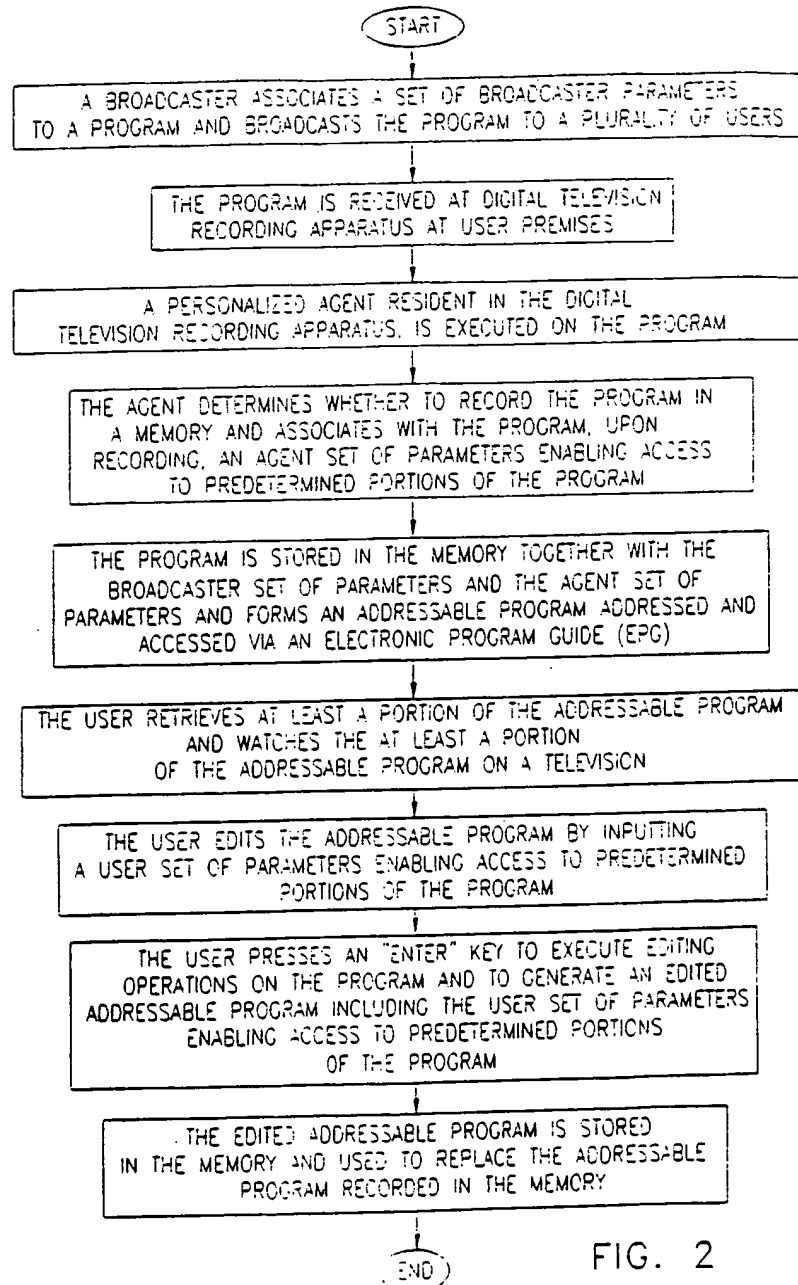 START
A BROADCASTER ASSOCIATES A SET OF BROADCASTER PARAMETERS
TO A PROGRAM AND BROADCASTS THE PROGRAM TO A PLURALITY OF USERS
THE PROGRAM IS RECEIVED AT DIGITAL TELEVISION
RECORDING APPARATUS AT USER PREMISES
A PERSONALIZED AGENT RESIDENT IN THE DIGITAL
TELEVISION RECORDING APPARATUS, IS EXECUTED ON THE PROGRAM
THE AGENT DETERMINES WHETHER TO RECORD THE PROGRAM IN
A MEMORY AND ASSOCIATES WITH THE PROGRAM, UPON
RECORDING, AN AGENT SET OF PARAMETERS ENABLING ACCESS
TO PREDETERMINED PORTIONS OF THE PROGRAM
THE PROGRAM IS STORED IN THE MEMORY TOGETHER WITH THE
BROADCASTER SET OF PARAMETERS AND THE AGENT SET OF
PARAMETERS AND FORMS AN ADDRESSABLE PROGRAM ADDRESSED AND
ACCESSED VIA AN ELECTRONIC PROGRAM GUIDE (EPG)
THE USER RETRIEVES AT LEAST A PORTION OF THE ADDRESSABLE PROGRAM
AND WATCHES THE AT LEAST A PORTION
OF THE ADDRESSABLE PROGRAM ON A TELEVISION
THE USER EDITS THE ADDRESSABLE PROGRAM BY INPUTTING
A USER SET OF PARAMETERS ENABLING ACCESS TO PREDETERMINED
PORTIONS OF THE PROGRAM
THE USER PRESSES AN "ENTER" KEY TO EXECUTE EDITING
OPERATIONS ON THE PROGRAM AND TO GENERATE AN EDITED
ADDRESSABLE PROGRAM INCLUDING THE USER SET OF PARAMETERS
ENABLING ACCESS TO PREDETERMINED PORTIONS
OF THE PROGRAM
THE EDITED ADDRESSABLE PROGRAM IS STORED
IN THE MEMORY AND USED TO REPLACE THE ADDRESSABLE
PROGRAM RECORDED IN THE MEMORY
END
FIG. 2